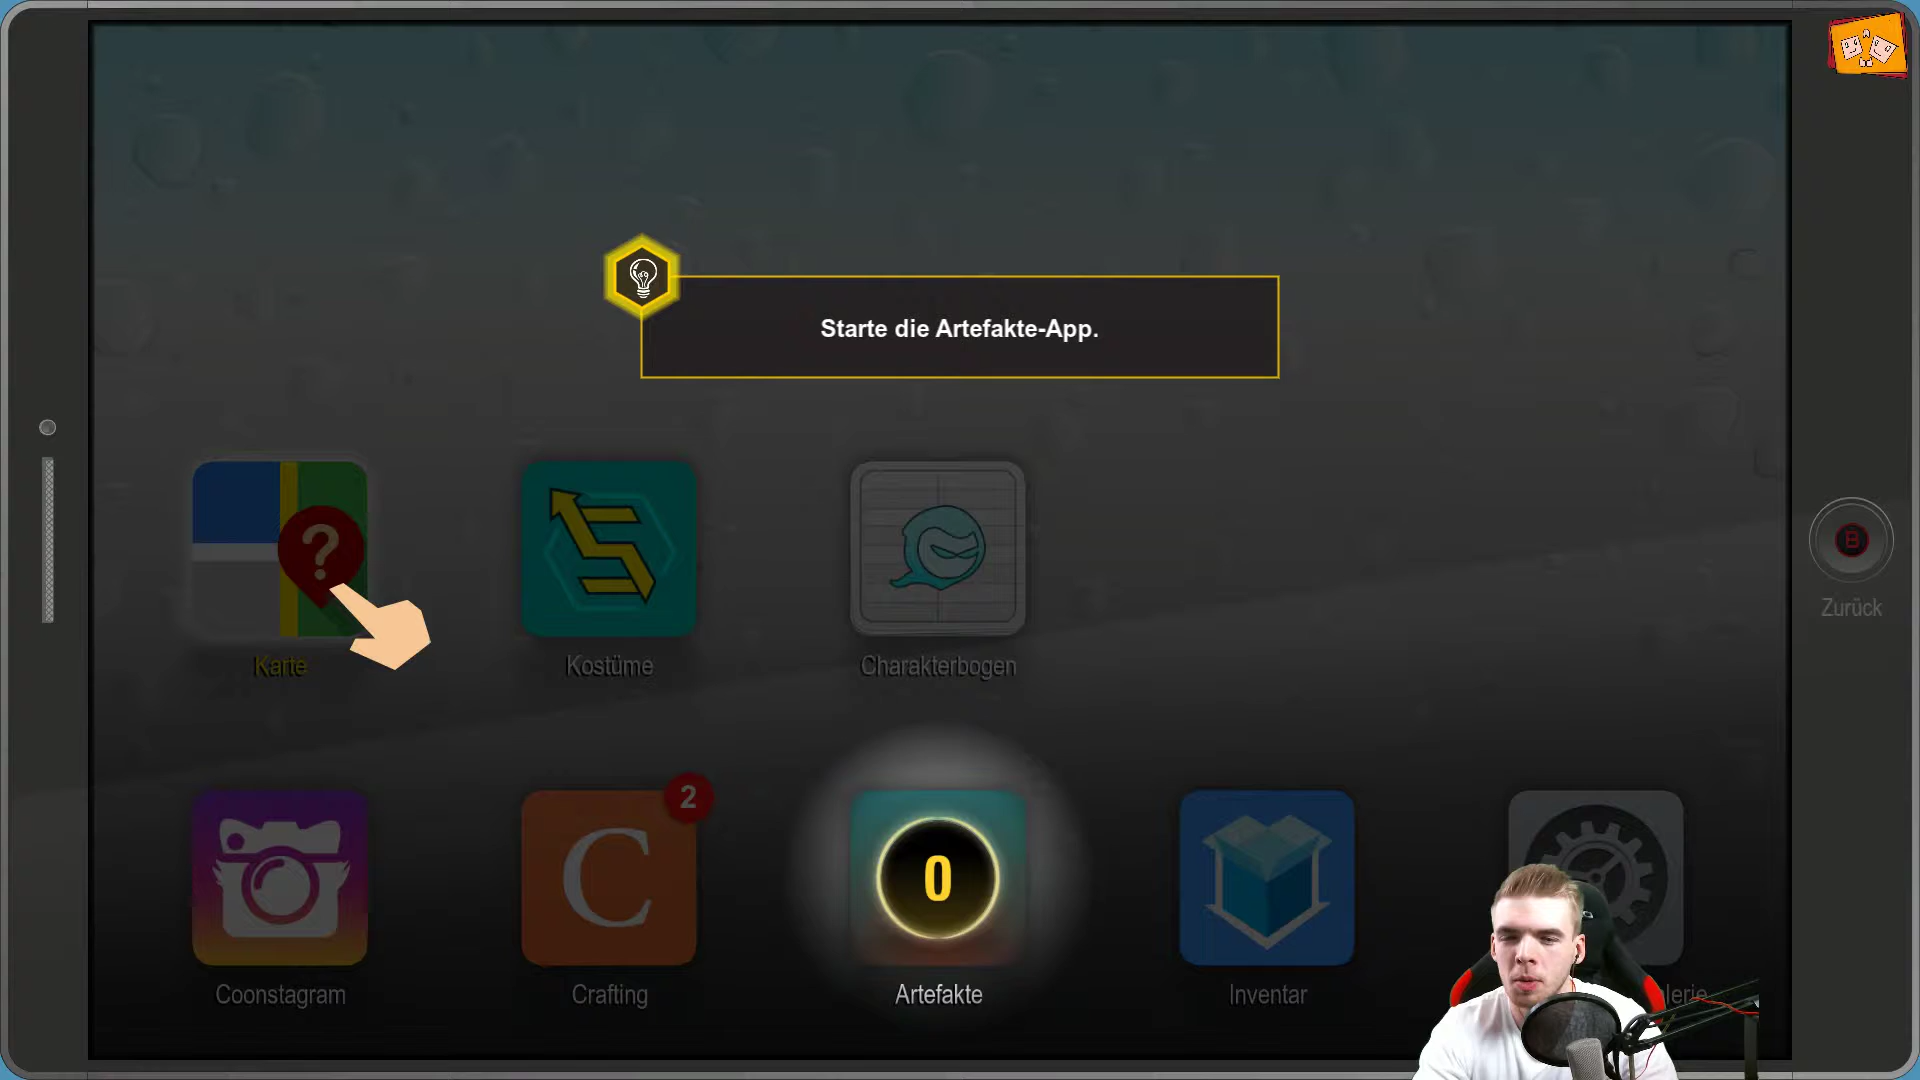 Starte die Artefakte-App.
?
B
Zurück
Karte
Kostüme
Charakterbogen
2
C
0
Coonstagram
Crafting
Artefakte
Inventar